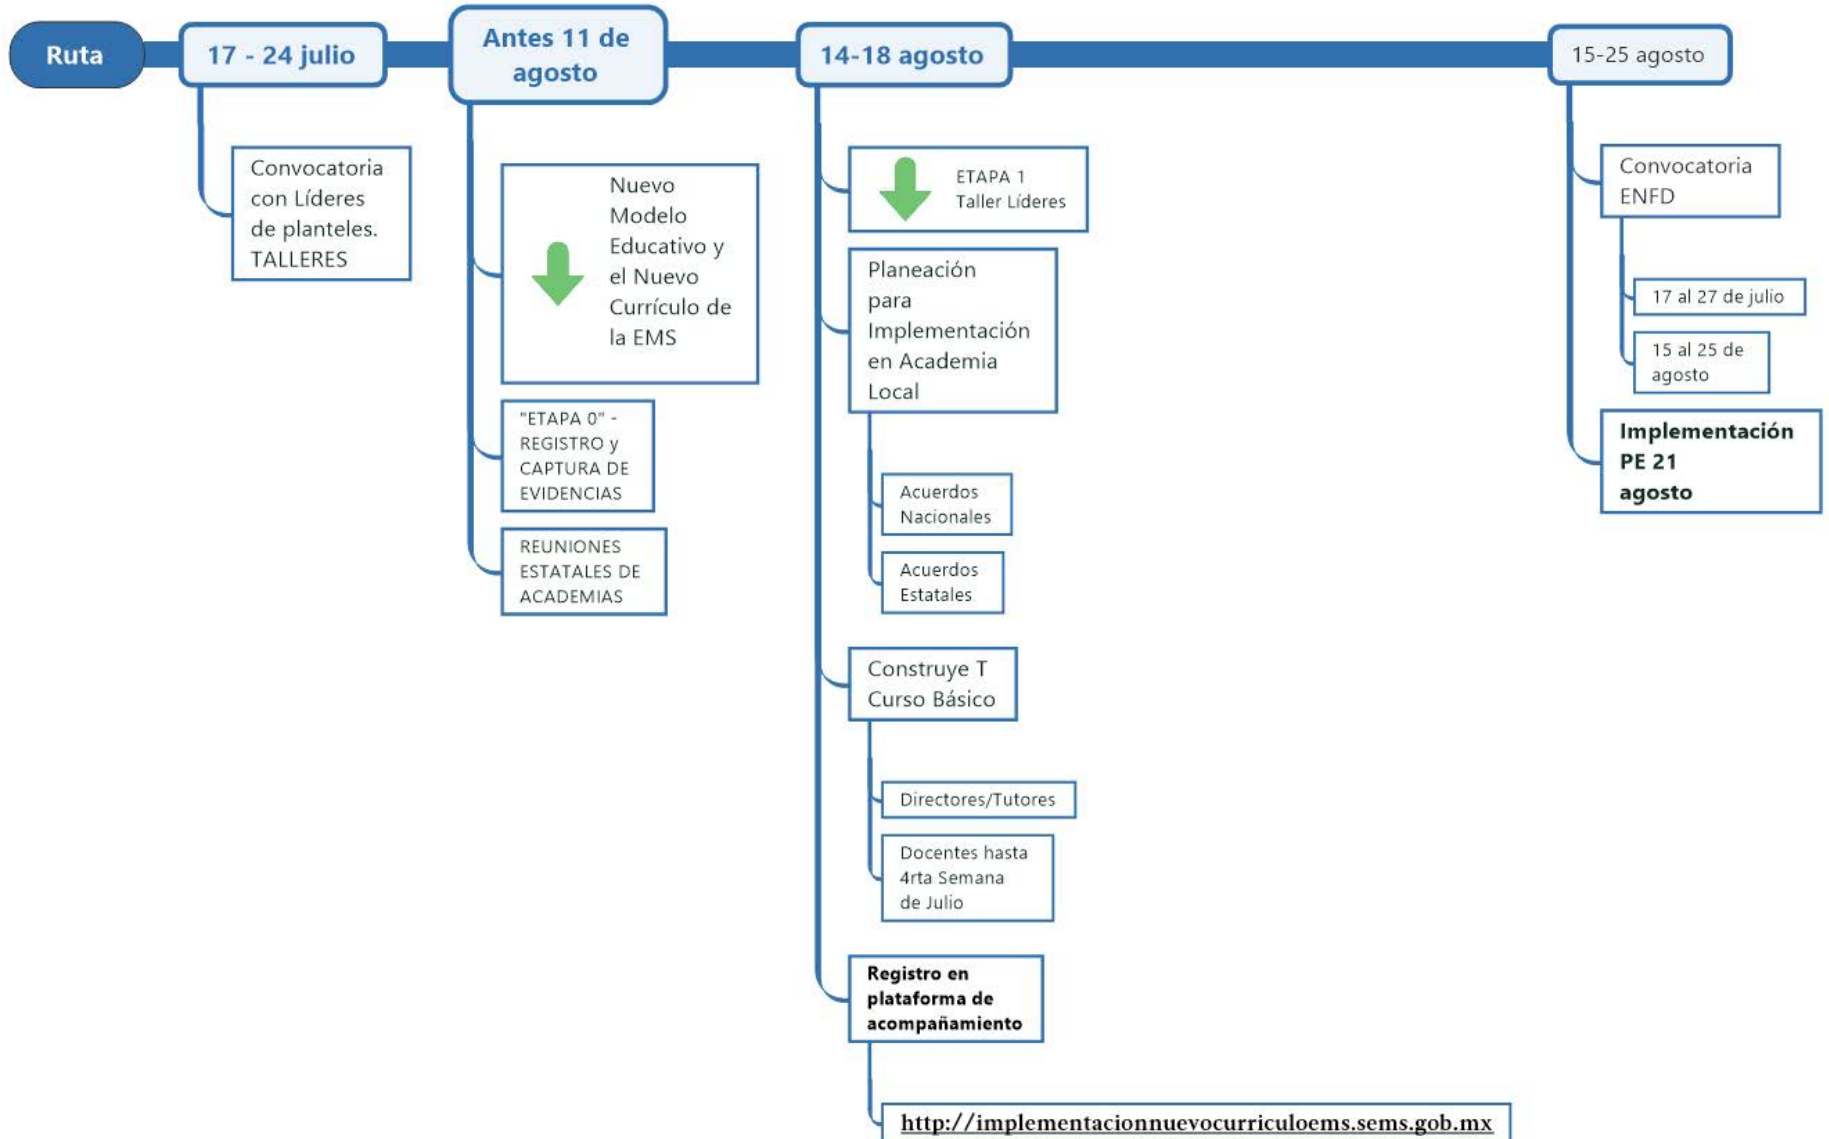 Ruta
17 - 24 julio
Convocatoria
con Líderes
de planteles.
TALLERES
Antes 11 de
agosto
Nuevo
Modelo
Educativo y
el Nuevo
Currículo de
la EMS
"ETAPA 0" -
REGISTRO y
CAPTURA DE
EVIDENCIAS
REUNIONES
ESTATALES DE
ACADEMIAS
14-18 agosto
ETAPA 1
Taller Líderes
Planeación
para
Implementación
en Academia
Local
Acuerdos
Nacionales
Acuerdos
Estatales
Construye T
Curso Básico
Directores/Tutores
Docentes hasta
4rta Semana
de Julio
Registro en
plataforma de
acompañamiento
http://implementacionnuevocurriculoems.sems.gob.mx
15-25 agosto
Convocatoria
ENFD
17 al 27 de julio
15 al 25 de
agosto
Implementación
PE 21
agosto